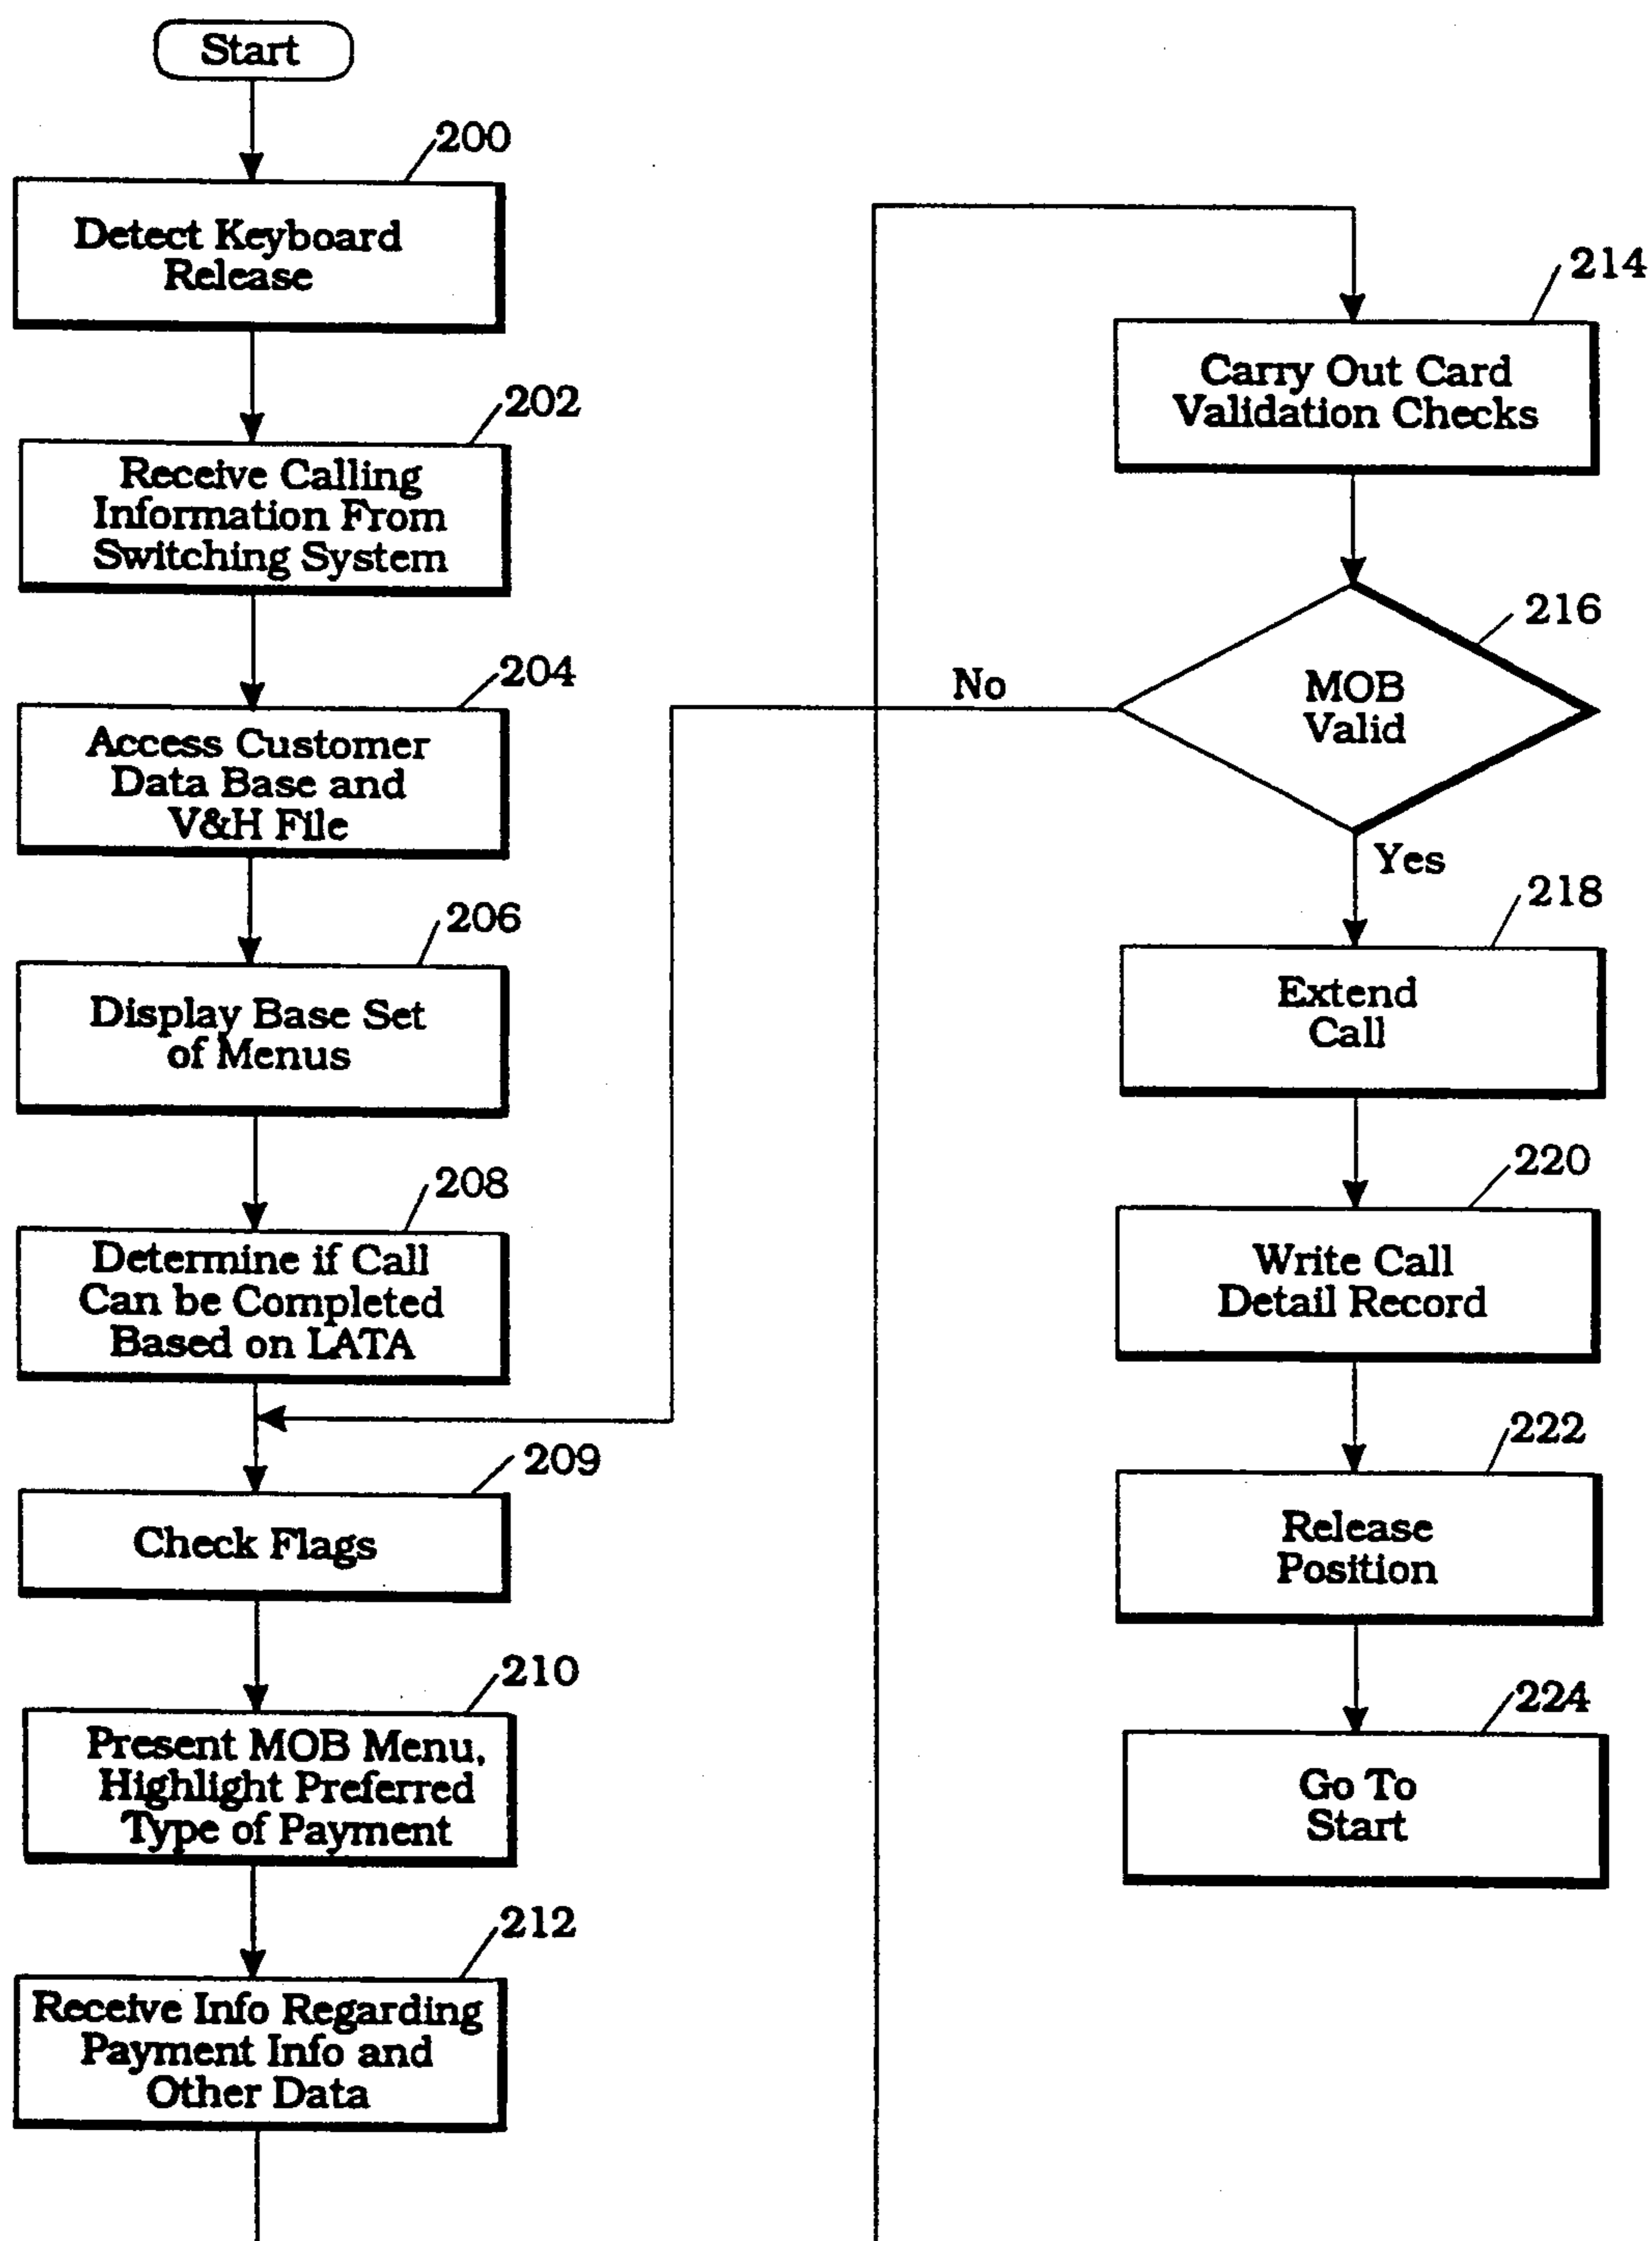 Start
200
Detect Keyboard
Release
202
Receive Calling
Information From
Switching System
204
Access Customer
Data Base and
V&H File
206
Display Base Set
of Menus
208
Determine if Call
Can be Completed
Based on LATA
209
Check Flags
210
Present MOB Menu,
Highlight Preferred
Type of Payment
212
Receive Info Regarding
Payment Info and
Other Data
214
Carry Out Card
Validation Checks
216
MOB
Valid
No
Yes
218
Extend
Call
220
Write Call
Detail Record
222
Release
Position
224
Go To
Start